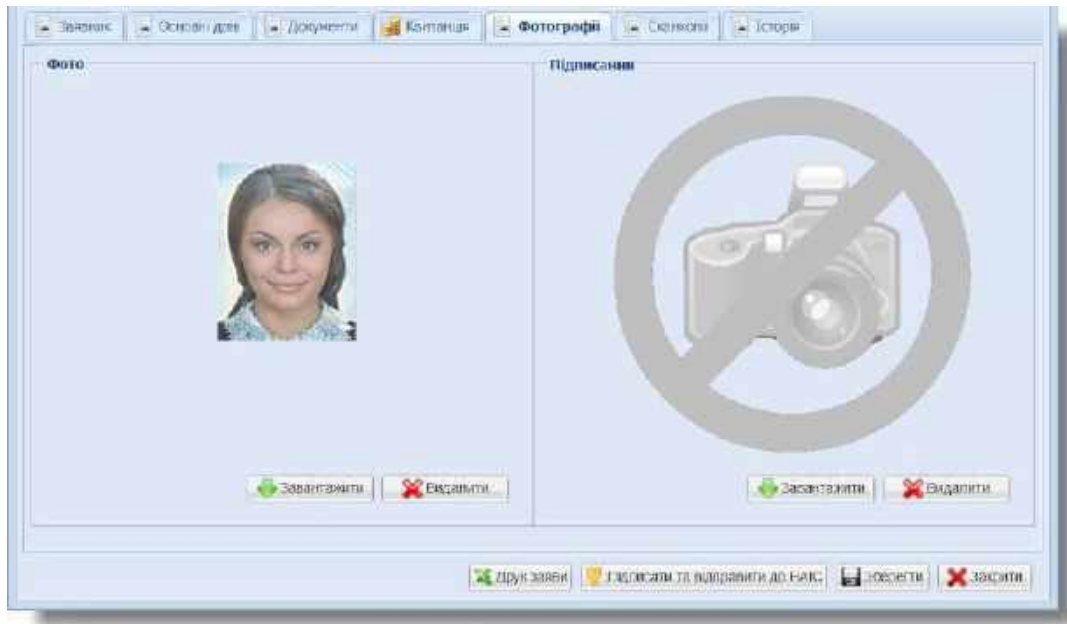 Заявник Основні дані Документи Квитанція Фотографії Сканкопії Історія
Фото
Підписання
Завантажити Видалити
Завантажити Видалити
Друк заяви Підписати та відправити до Зберегти Закрити